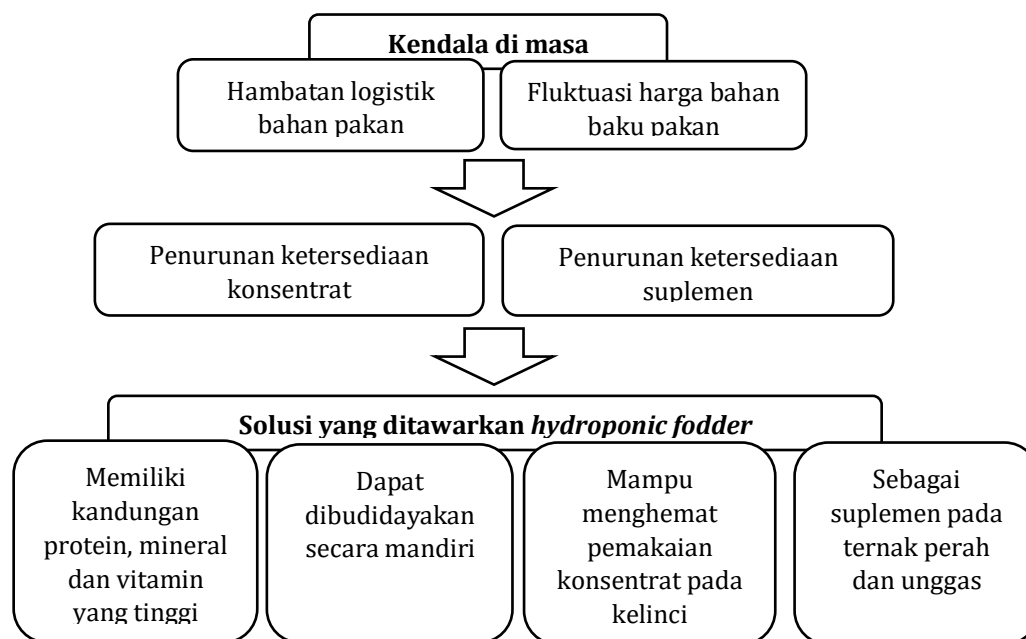 Kendala di masa
Hambatan logistik
bahan pakan
Fluktuasi harga bahan
baku pakan
Penurunan ketersediaan
konsentrat
Penurunan ketersediaan
suplemen
Solusi yang ditawarkan hydroponic fodder
Memiliki
kandungan
protein, mineral
dan vitamin
yang tinggi
Dapat
dibudidayakan
secara mandiri
Mampu
menghemat
pemakaian
konsentrat pada
kelinci
Sebagai
suplemen pada
ternak perah
dan unggas